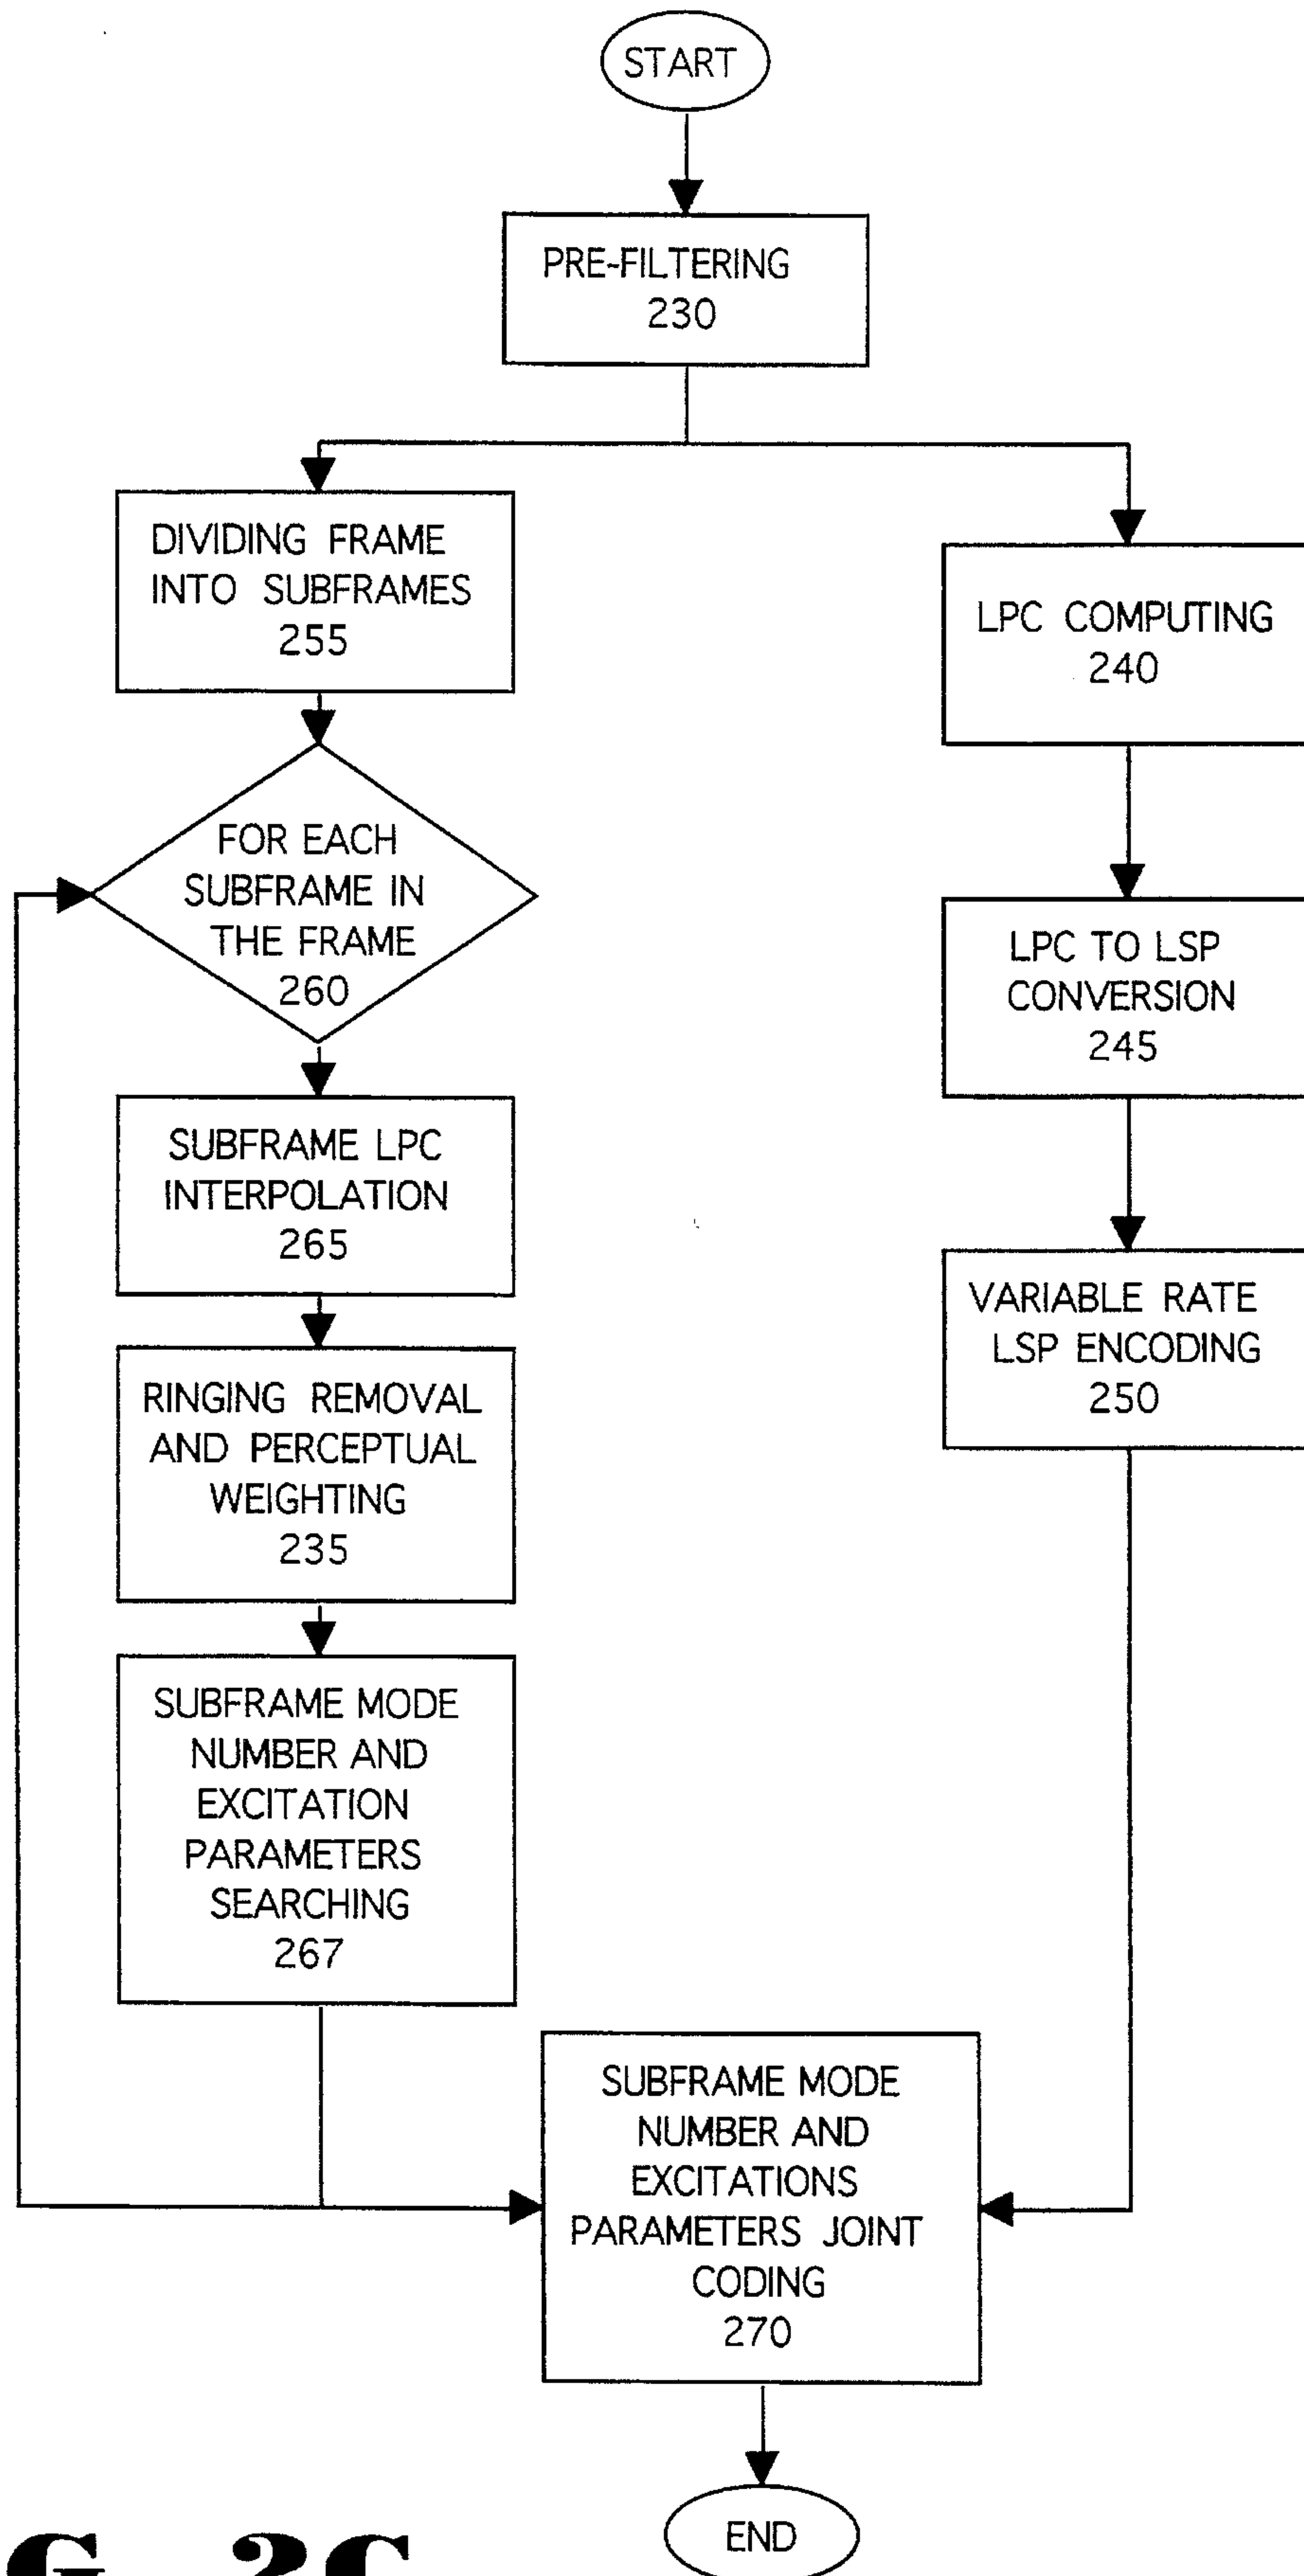 START
PRE-FILTERING
230
DIVIDING FRAME
INTO SUBFRAMES
255
LPC COMPUTING
240
FOR EACH
SUBFRAME IN
THE FRAME
260
LPC TO LSP
CONVERSION
245
SUBFRAME LPC
INTERPOLATION
265
VARIABLE RATE
LSP ENCODING
250
RINGING REMOVAL
AND PERCEPTUAL
WEIGHTING
235
SUBFRAME MODE
NUMBER AND
EXCITATION
PARAMETERS
SEARCHING
267
SUBFRAME MODE
NUMBER AND
EXCITATIONS
PARAMETERS JOINT
CODING
270
END